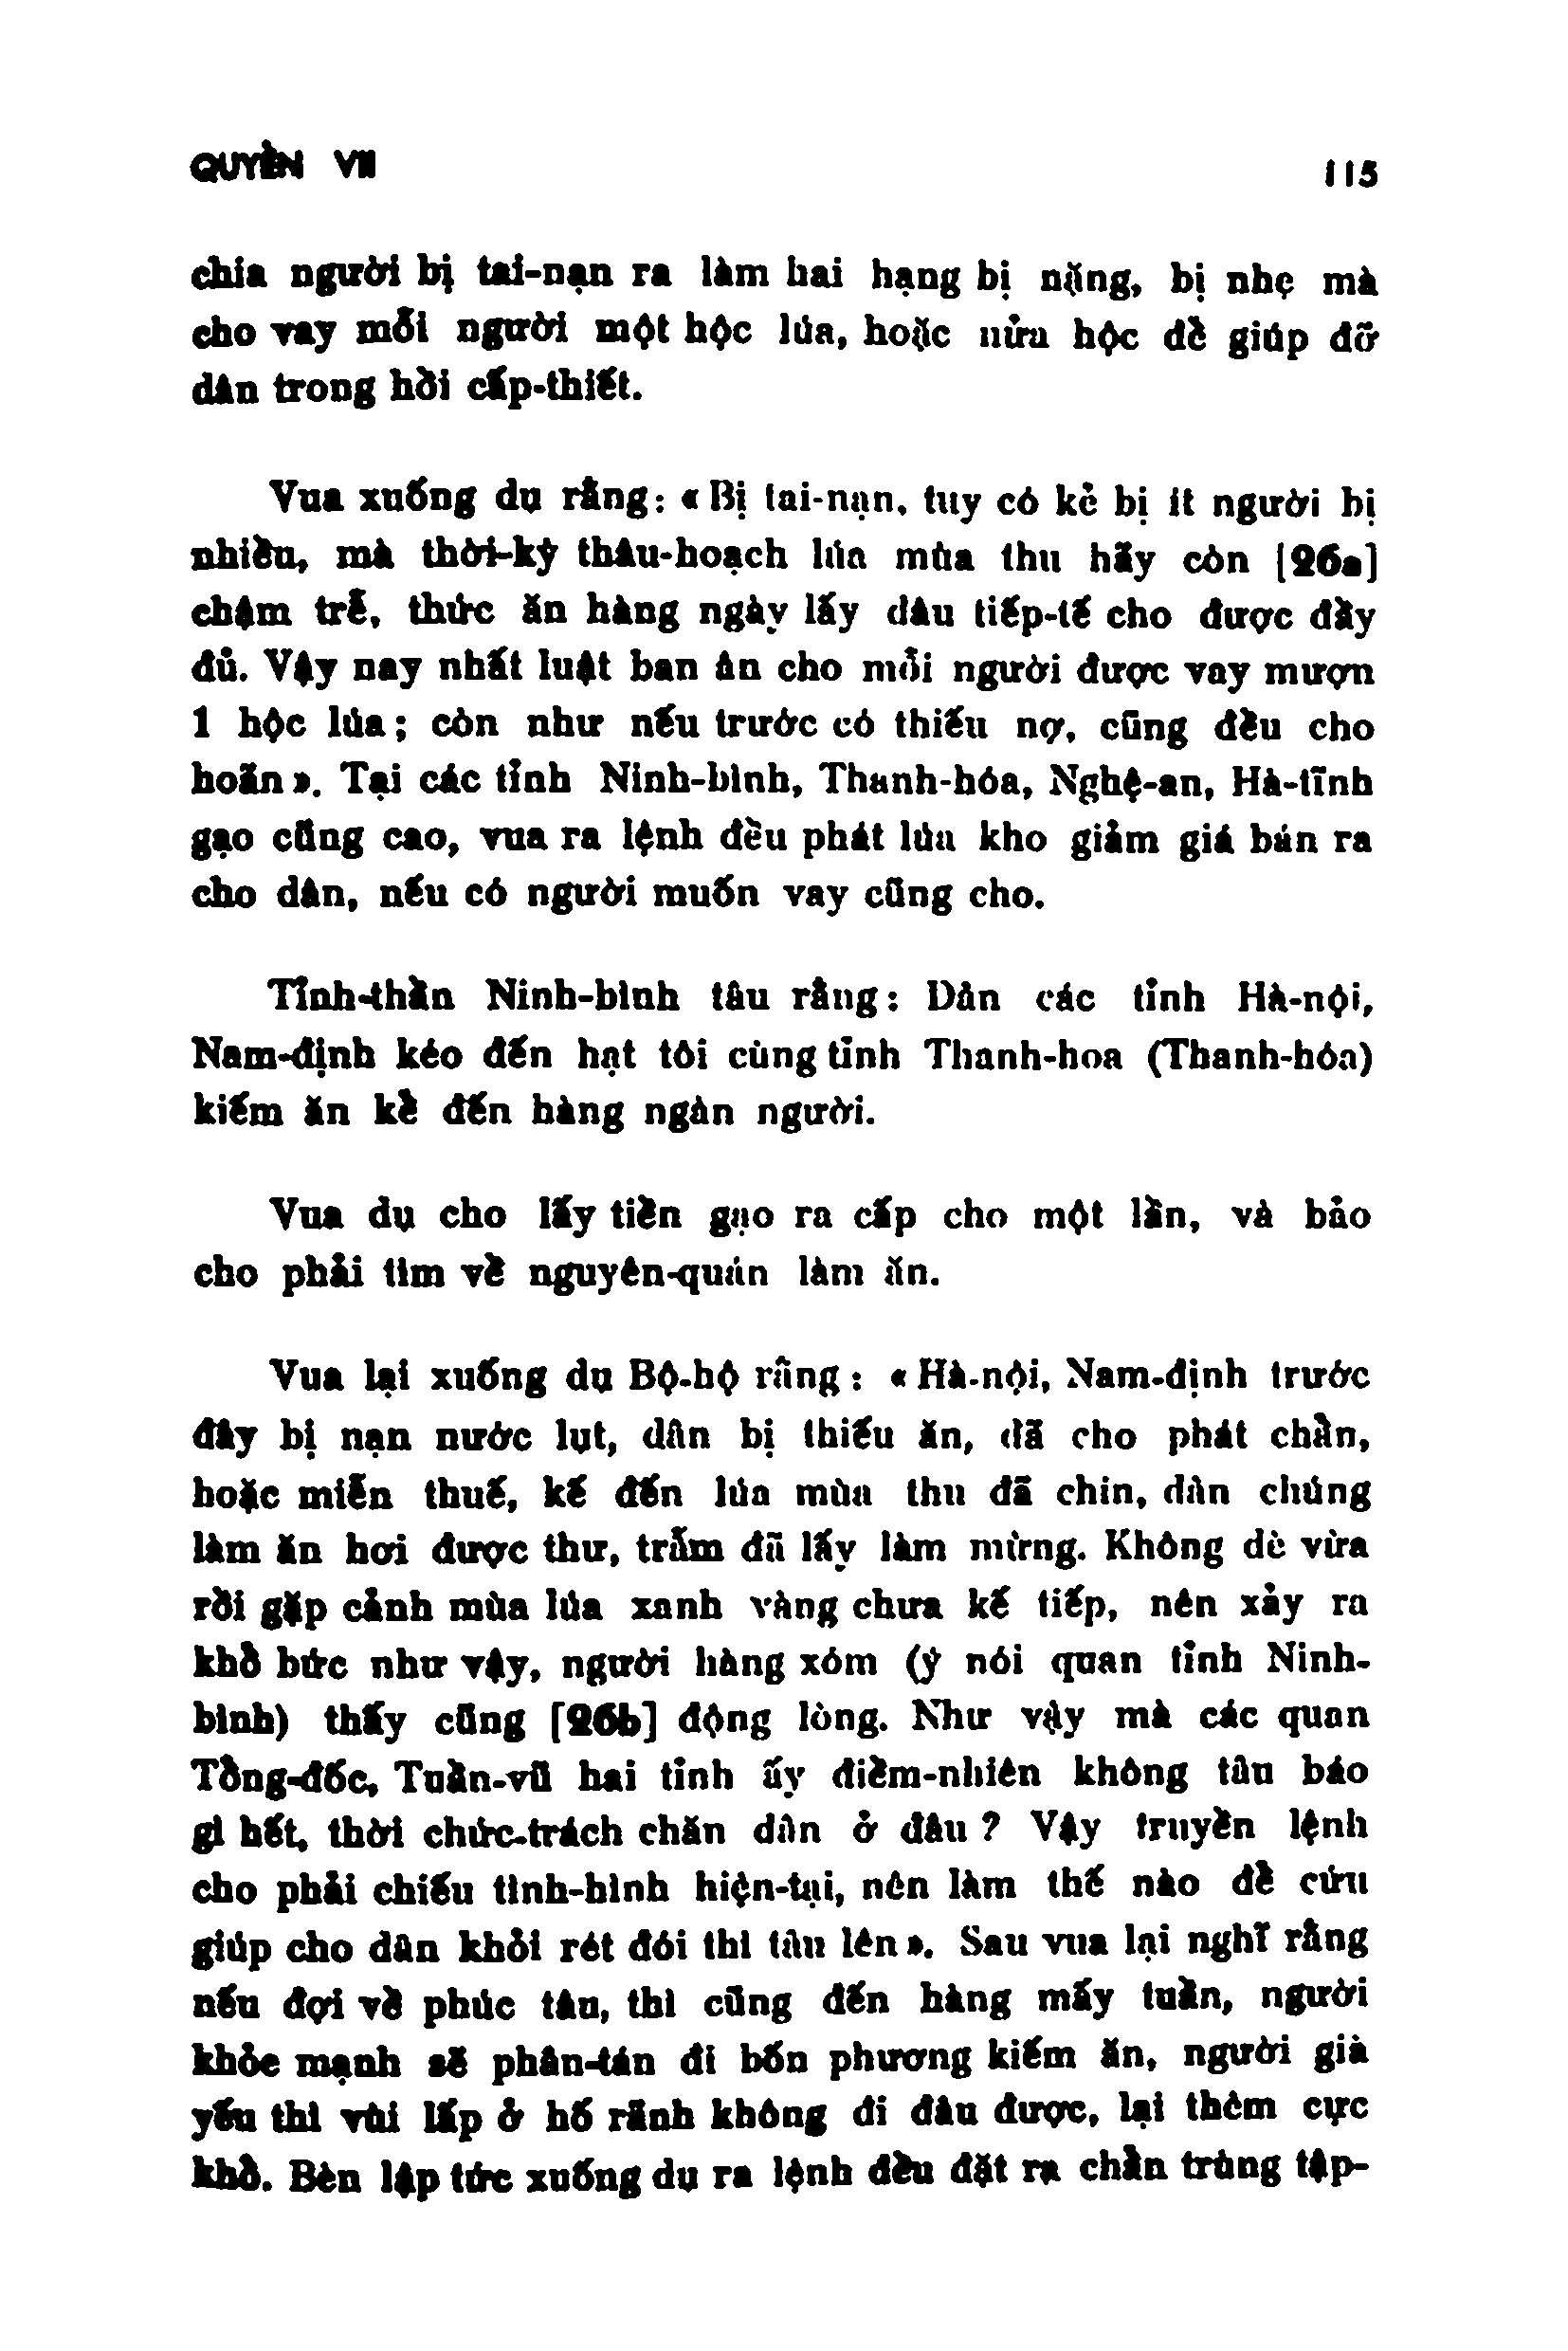 QUYỀN VII
115
chia người bị tai-nạn ra làm hai hạng bị nặng, bị nhẹ mà
cho vay mỗi người một hộc lúa, hoặc nửa hộc để giúp đỡ
dân trong hồi cấp-thiết.
Vua xuống dụ rằng: « Bị tai-nạn, tuy có kẻ bị ít người bị
nhiều, mà thời-kỳ thâu-hoạch lúa mùa thu hãy còn [26a]
chậm trễ, thức ăn hàng ngày lấy dâu tiếp-tế cho được đầy
đủ. Vậy nay nhất luật ban ân cho mỗi người được vay mượn
1 hộc lúa; còn như nếu trước có thiếu nợ, cũng đều cho
hoãn ». Tại các tỉnh Ninh-bình, Thanh-hóa, Nghệ-an, Hà-tĩnh
gạo cũng cao, vua ra lệnh đều phát lúa kho giảm giá bán ra
cho dân, nếu có người muốn vay cũng cho.
Tỉnh-thần Ninh-bình tâu rằng: Dân các tỉnh Hà-nội,
Nam-định kéo đến hạt tôi cùng tỉnh Thanh-hoa (Thanh-hóa)
kiếm ăn kể đến hàng ngàn người.
Vua dụ cho lấy tiền gạo ra cấp cho một lần, và bảo
cho phải tìm về nguyên-quán làm ăn.
Vua lại xuống dụ Bộ-hộ rằng : « Hà-nội, Nam-định trước
đây bị nạn nước lụt, dân bị thiếu ăn, đã cho phát chẩn,
hoặc miễn thuế, kế đến lúa mùa thu đã chín, dân chúng
làm ăn hơi được thư, trẫm đã lấy làm mừng. Không dè vừa
rồi gặp cảnh mùa lúa xanh vàng chưa kế tiếp, nên xảy ra
khổ bức như vậy, người hàng xóm (ý nói quan tỉnh Ninh-
bình) thấy cũng [26b] động lòng. Như vậy mà các quan
Tổng-đốc, Tuần-vũ hai tỉnh ấy điềm-nhiên không tâu báo
gì hết, thời chức-trách chăn dân ở đâu ? Vậy truyền lệnh
cho phải chiếu tình-hình hiện-tại, nên làm thế nào để cứu
giúp cho dân khỏi rét đói thì tâu lên ». Sau vua lại nghĩ rằng
nếu đợi về phúc tâu, thì cũng đến hàng mấy tuần, người
khỏe mạnh sẽ phân-tán đi bốn phương kiếm ăn, người già
yếu thì vùi lấp ở hố rãnh không đi đâu được, lại thêm cực
khổ. Bèn lập tức xuống dụ ra lệnh đều đặt ra chẩn trùng tập-